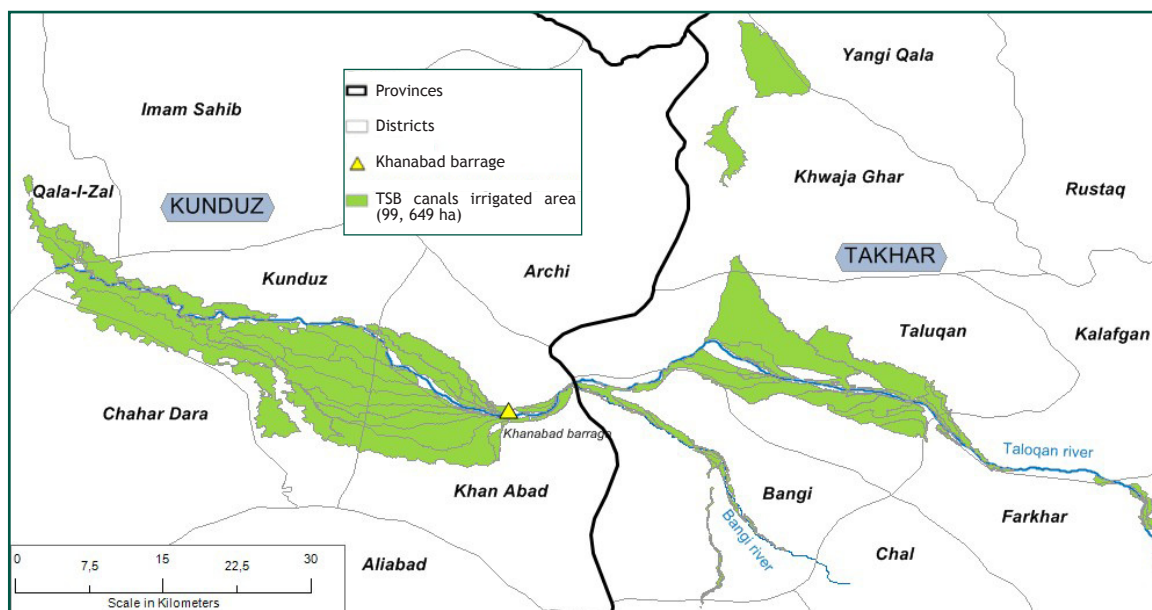 Yangi Qala
Provinces
Districts
Khanabad barrage
TSB canals irrigated area
(99, 649 ha)
Imam Sahib
Qala-I-Zal
KUNDUZ
Khwaja Ghar
Rustaq
TAKHAR
Kunduz
Archi
Taluqan
Kalafgan
Chahar Dara
Khanabad barrage
Taloqan river
Khan Abad
Bangi
Farkhar
Bangi river
Chal
Aliabad
0 7,5 15 22,5 30
Scale in Kilometers